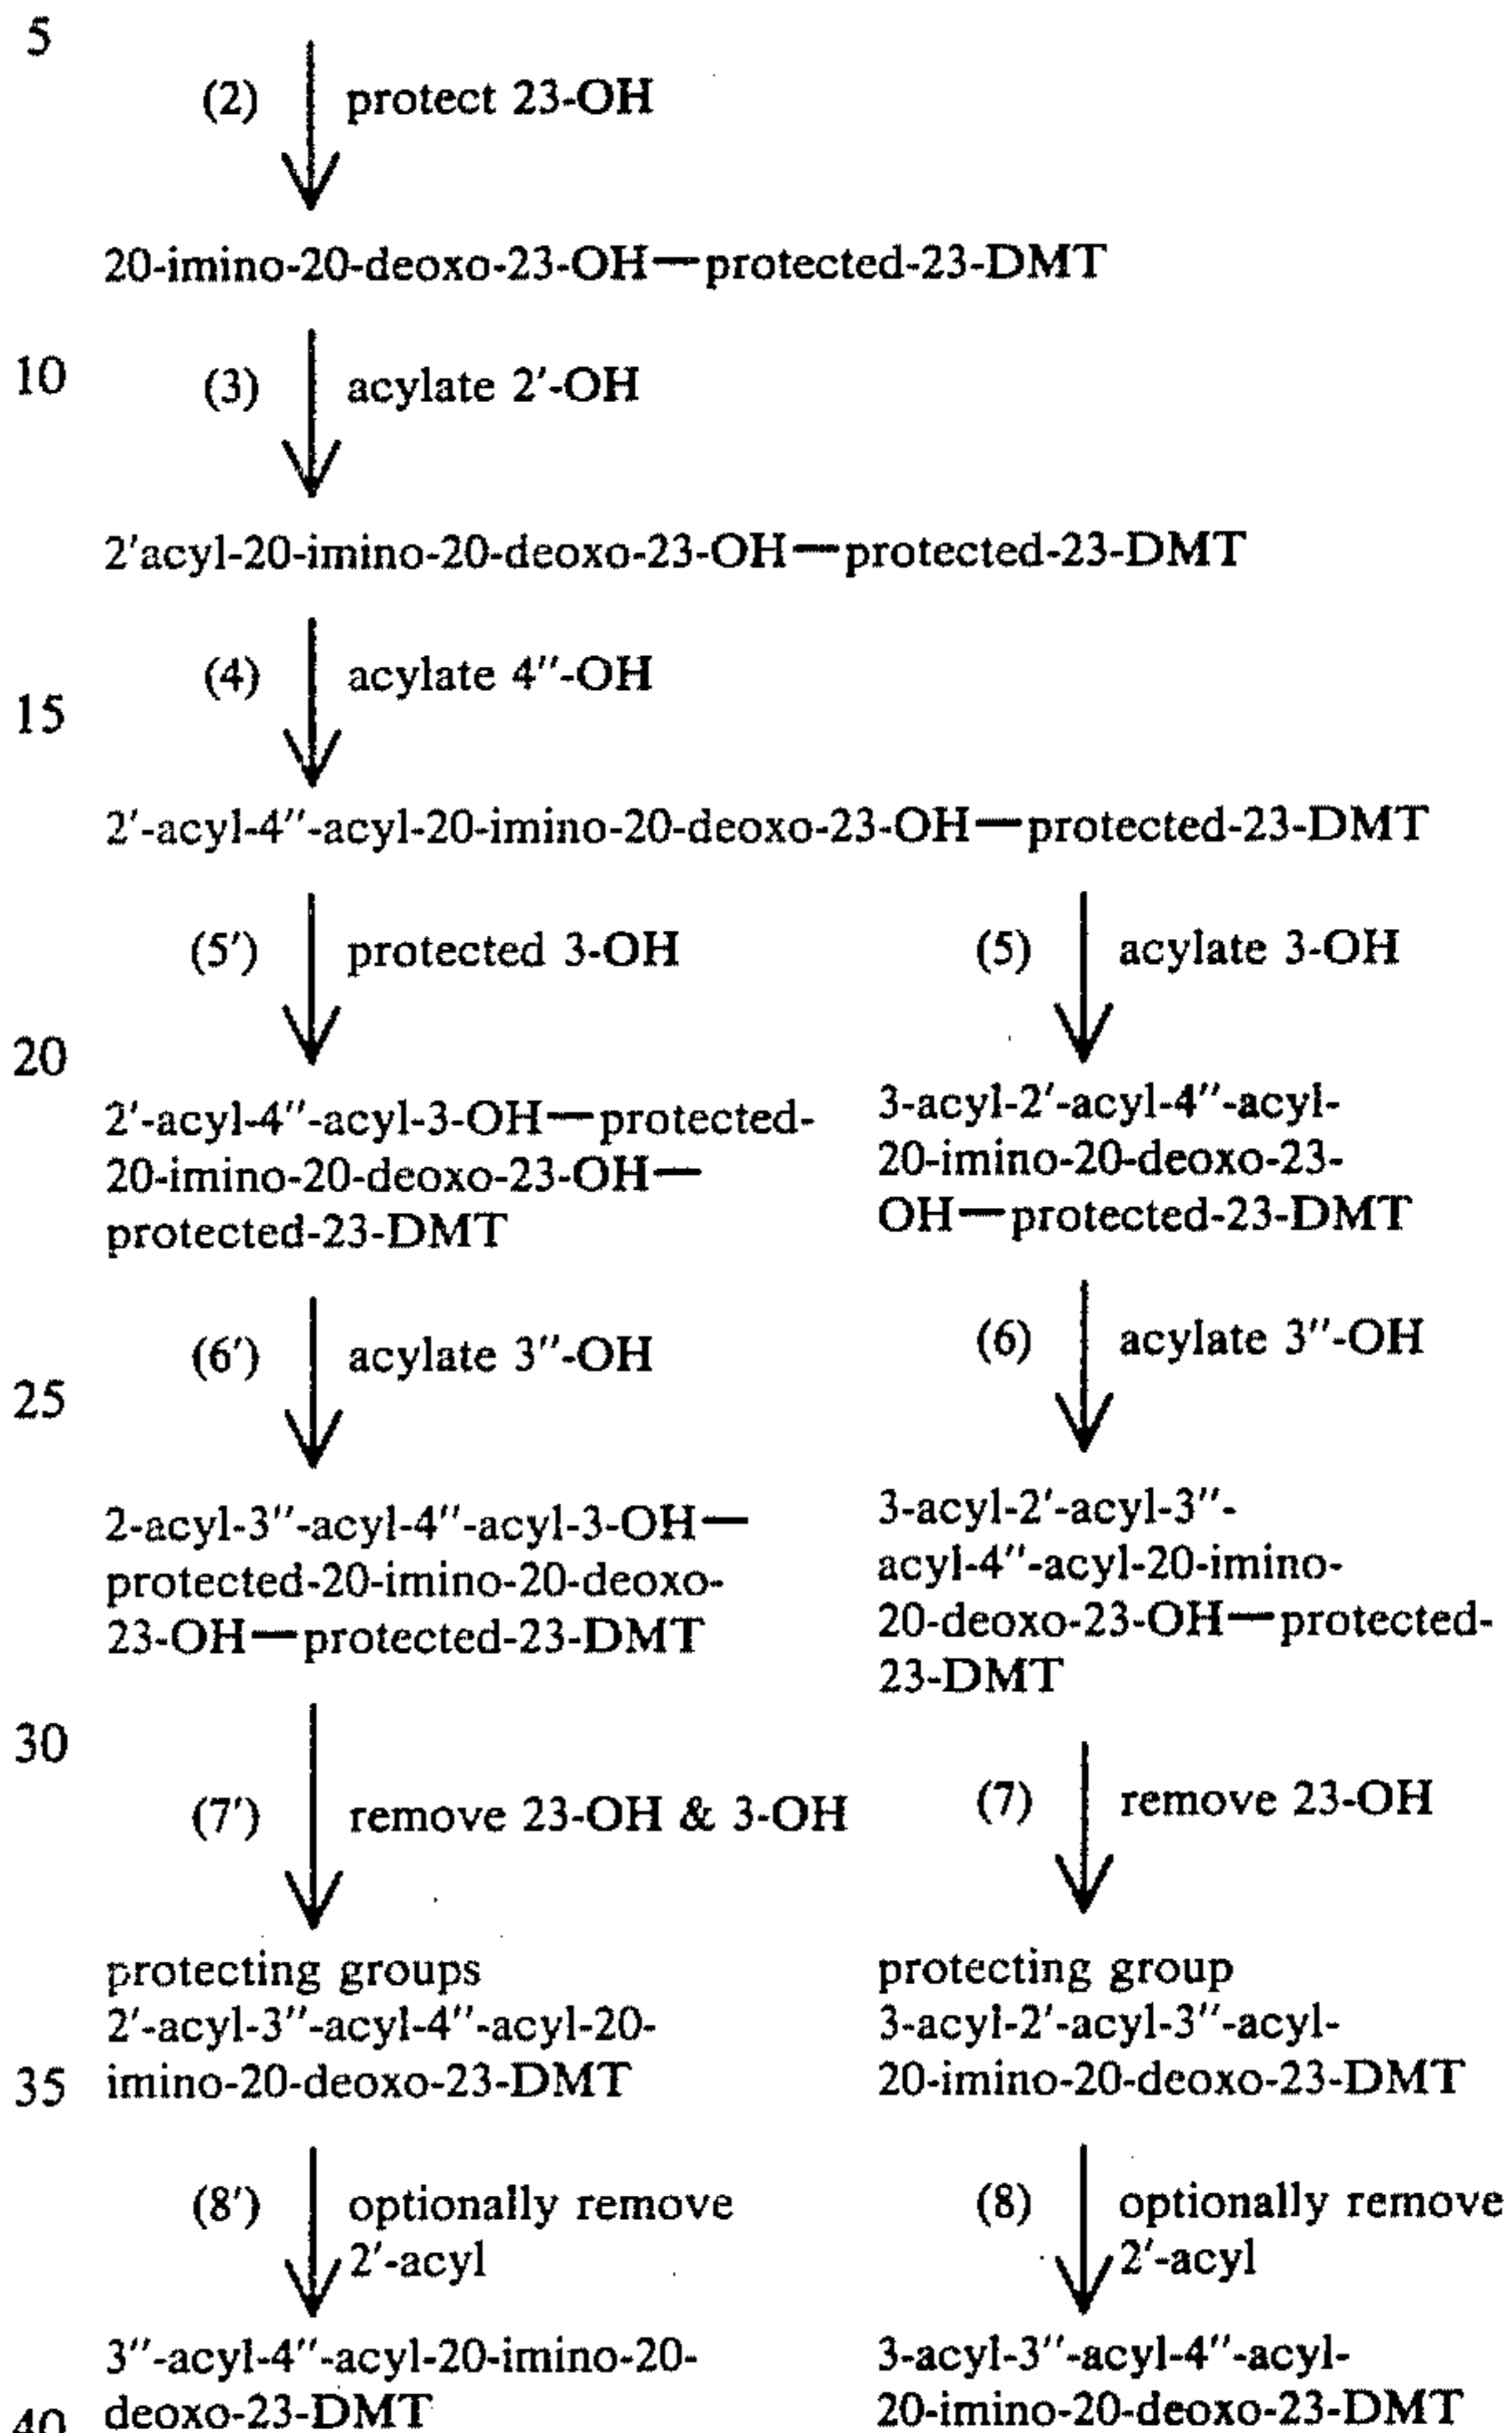 5
(2) protect 23-OH
20-imino-20-deoxo-23-OH—protected-23-DMT
10
(3) acylate 2'-OH
2'acyl-20-imino-20-deoxo-23-OH—protected-23-DMT
(4) acylate 4"-OH
15
2'-acyl-4"-acyl-20-imino-20-deoxo-23-OH—protected-23-DMT
(5') protected 3-OH
(5) acylate 3-OH
20
2'-acyl-4"-acyl-3-OH—protected-
20-imino-20-deoxo-23-OH—
protected-23-DMT
3-acyl-2'-acyl-4"-acyl-
20-imino-20-deoxo-23-
OH—protected-23-DMT
(6') acylate 3"-OH
(6) acylate 3"-OH
25
2-acyl-3"-acyl-4"-acyl-3-OH—
protected-20-imino-20-deoxo-
23-OH—protected-23-DMT
3-acyl-2'-acyl-3"-
acyl-4"-acyl-20-imino-
20-deoxo-23-OH—protected-
23-DMT
30
(7') remove 23-OH & 3-OH
(7) remove 23-OH
protecting groups
2'-acyl-3"-acyl-4"-acyl-20-
35 imino-20-deoxo-23-DMT
protecting group
3-acyl-2'-acyl-3"-acyl-
20-imino-20-deoxo-23-DMT
(8') optionally remove
2'-acyl
(8) optionally remove
2'-acyl
3"-acyl-4"-acyl-20-imino-20-
40 deoxo-23-DMT
3-acyl-3"-acyl-4"-acyl-
20-imino-20-deoxo-23-DMT